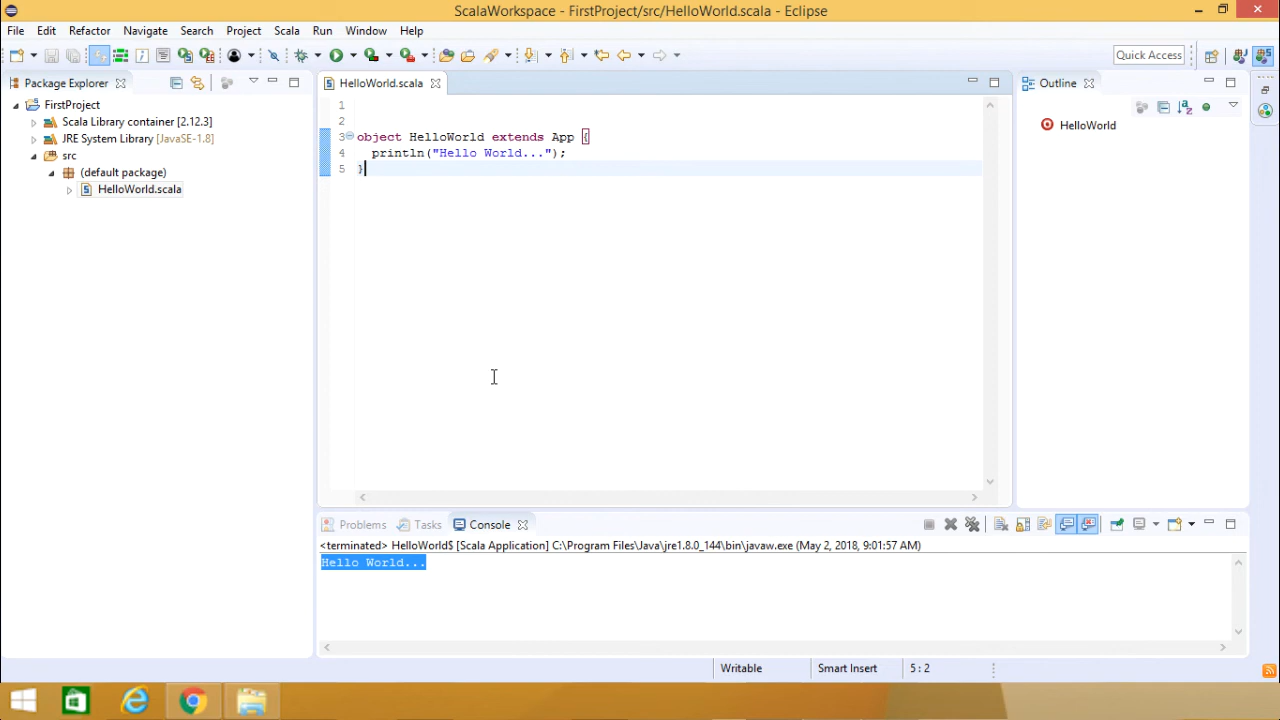 ScalaWorkspace - FirstProject/src/HelloWorld.scala - Eclipse
File Edit Refactor Navigate Search Project Scala Run Window Help
Quick Access
Package Explorer
FirstProject
Scala Library container [2.12.3]
JRE System Library [JavaSE-1.8]
src
(default package)
HelloWorld.scala
HelloWorld.scala
1
2
3 object HelloWorld extends App {
4 println("Hello World...");
5 }
Outline
HelloWorld
Problems Tasks Console
<terminated> HelloWorld$ [Scala Application] C:\Program Files\Java\jre1.8.0_144\bin\javaw.exe (May 2, 2018, 9:01:57 AM)
Hello World...
Writable Smart Insert 5 : 2